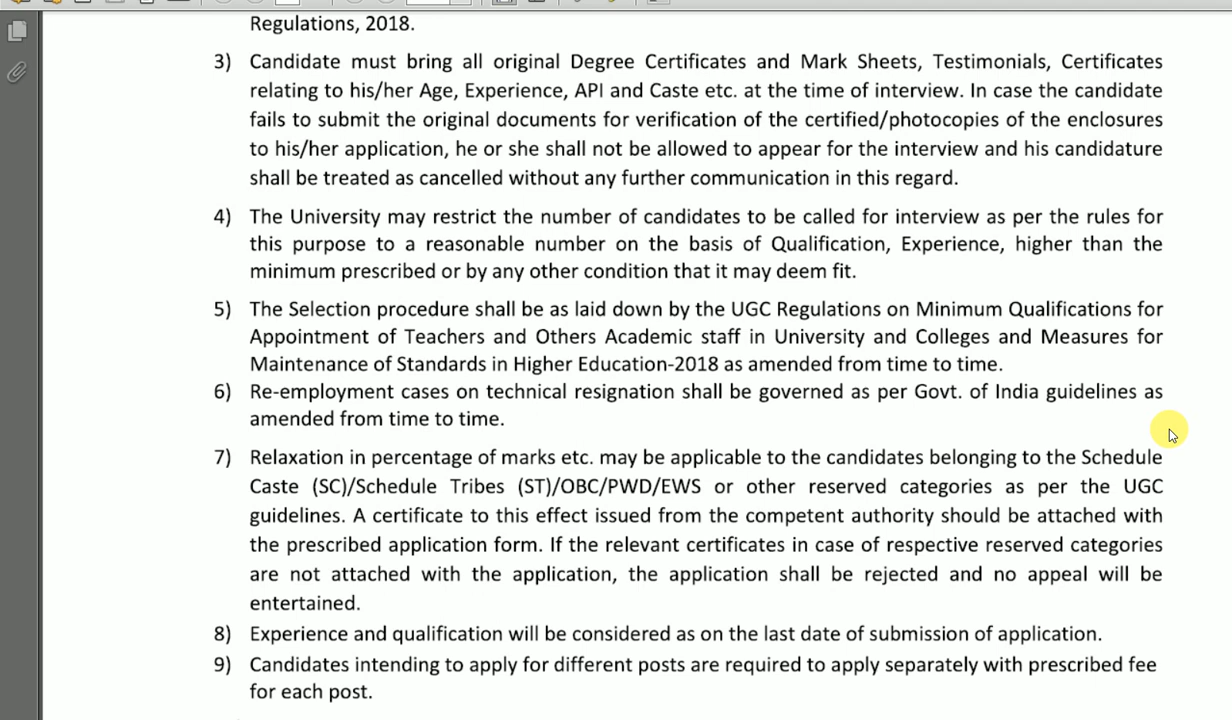 Regulations, 2018.
3) Candidate must bring all original Degree Certificates and Mark Sheets, Testimonials, Certificates
relating to his/her Age, Experience, API and Caste etc. at the time of interview. In case the candidate
fails to submit the original documents for verification of the certified/photocopies of the enclosures
to his/her application, he or she shall not be allowed to appear for the interview and his candidature
shall be treated as cancelled without any further communication in this regard.
4) The University may restrict the number of candidates to be called for interview as per the rules for
this purpose to a reasonable number on the basis of Qualification, Experience, higher than the
minimum prescribed or by any other condition that it may deem fit.
5) The Selection procedure shall be as laid down by the UGC Regulations on Minimum Qualifications for
Appointment of Teachers and Others Academic staff in University and Colleges and Measures for
Maintenance of Standards in Higher Education-2018 as amended from time to time.
6) Re-employment cases on technical resignation shall be governed as per Govt. of India guidelines as
amended from time to time.
7) Relaxation in percentage of marks etc. may be applicable to the candidates belonging to the Schedule
Caste (SC)/Schedule Tribes (ST)/OBC/PWD/EWS or other reserved categories as per the UGC
guidelines. A certificate to this effect issued from the competent authority should be attached with
the prescribed application form. If the relevant certificates in case of respective reserved categories
are not attached with the application, the application shall be rejected and no appeal will be
entertained.
8) Experience and qualification will be considered as on the last date of submission of application.
9) Candidates intending to apply for different posts are required to apply separately with prescribed fee
for each post.